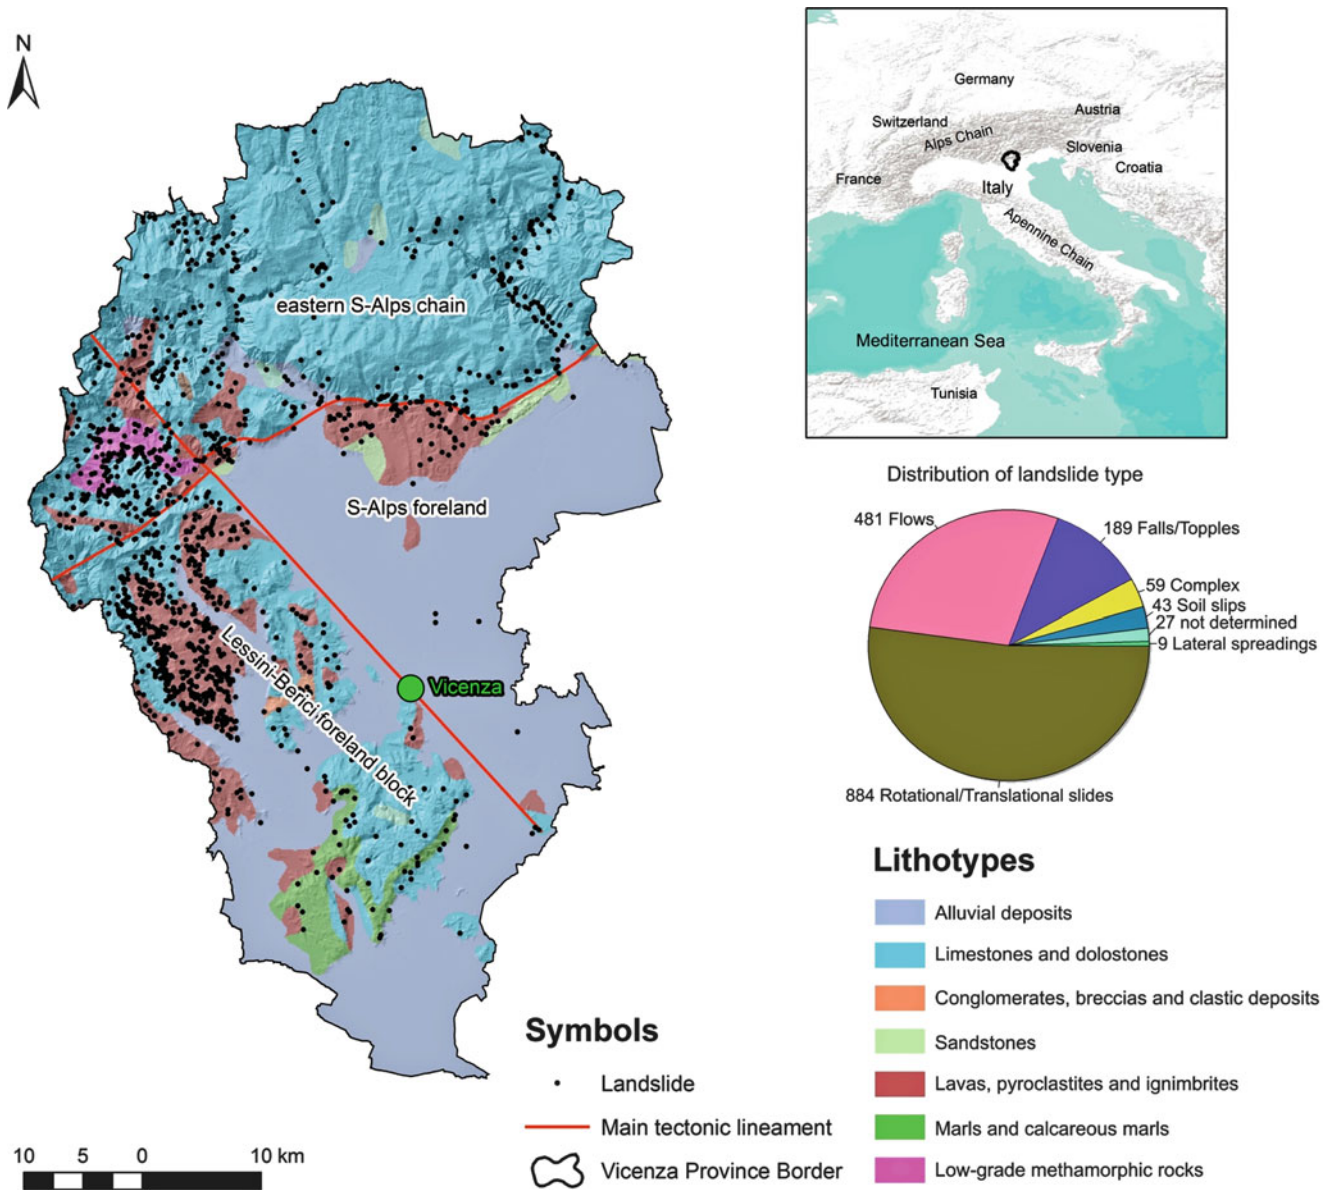 N
eastern S-Alps chain
S-Alps foreland
Lessini-Berici foreland block
Vicenza
10 5 0 10 km
Symbols
Landslide
Main tectonic lineament
Vicenza Province Border
Germany
Austria
Switzerland
Alps Chain
Slovenia
Croatia
France
Italy
Apennine Chain
Mediterranean Sea
Tunisia
Distribution of landslide type
481 Flows
189 Falls/Topples
59 Complex
43 Soil slips
27 not determined
9 Lateral spreadings
884 Rotational/Translational slides
Lithotypes
Alluvial deposits
Limestones and dolostones
Conglomerates, breccias and clastic deposits
Sandstones
Lavas, pyroclastites and ignimbrites
Marls and calcareous marls
Low-grade methamorphic rocks